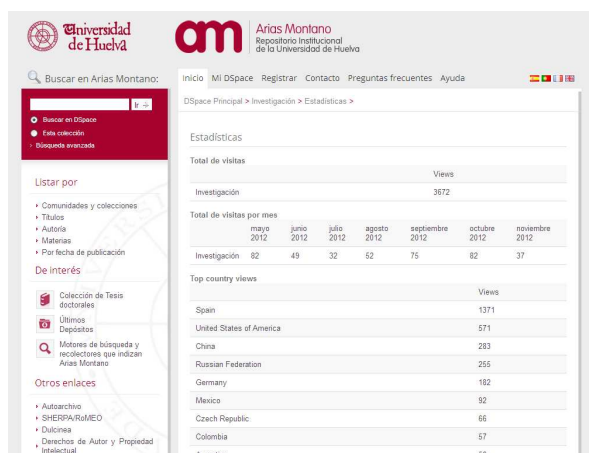 Universidad
de Huelva
am
Arias Montano
Repositorio Institucional
de la Universidad de Huelva
Buscar en Arias Montano:
Inicio Mi DSpace Registrar Contacto Preguntas frecuentes Ayuda
Ir
Buscar en DSpace
Esta colección
Búsqueda avanzada
DSpace Principal > Investigación > Estadísticas >
Estadísticas
Total de visitas
Views
Investigación 3672
Total de visitas por mes
mayo 2012 junio 2012 julio 2012 agosto 2012 septiembre 2012 octubre 2012 noviembre 2012
Investigación 82 49 32 52 75 82 37
Top country views
Views
Spain 1371
United States of America 571
China 283
Russian Federation 255
Germany 182
Mexico 92
Czech Republic 66
Colombia 57
Listar por
Comunidades y colecciones
Títulos
Autoría
Materias
Por fecha de publicación
De interés
Colección de Tesis
doctorales
Últimos
Depósitos
Motores de búsqueda y
recolectores que indizan
Arias Montano
Otros enlaces
Autoarchivo
SHERPA/RoMEO
Dulcinea
Derechos de Autor y Propiedad
Intelectual